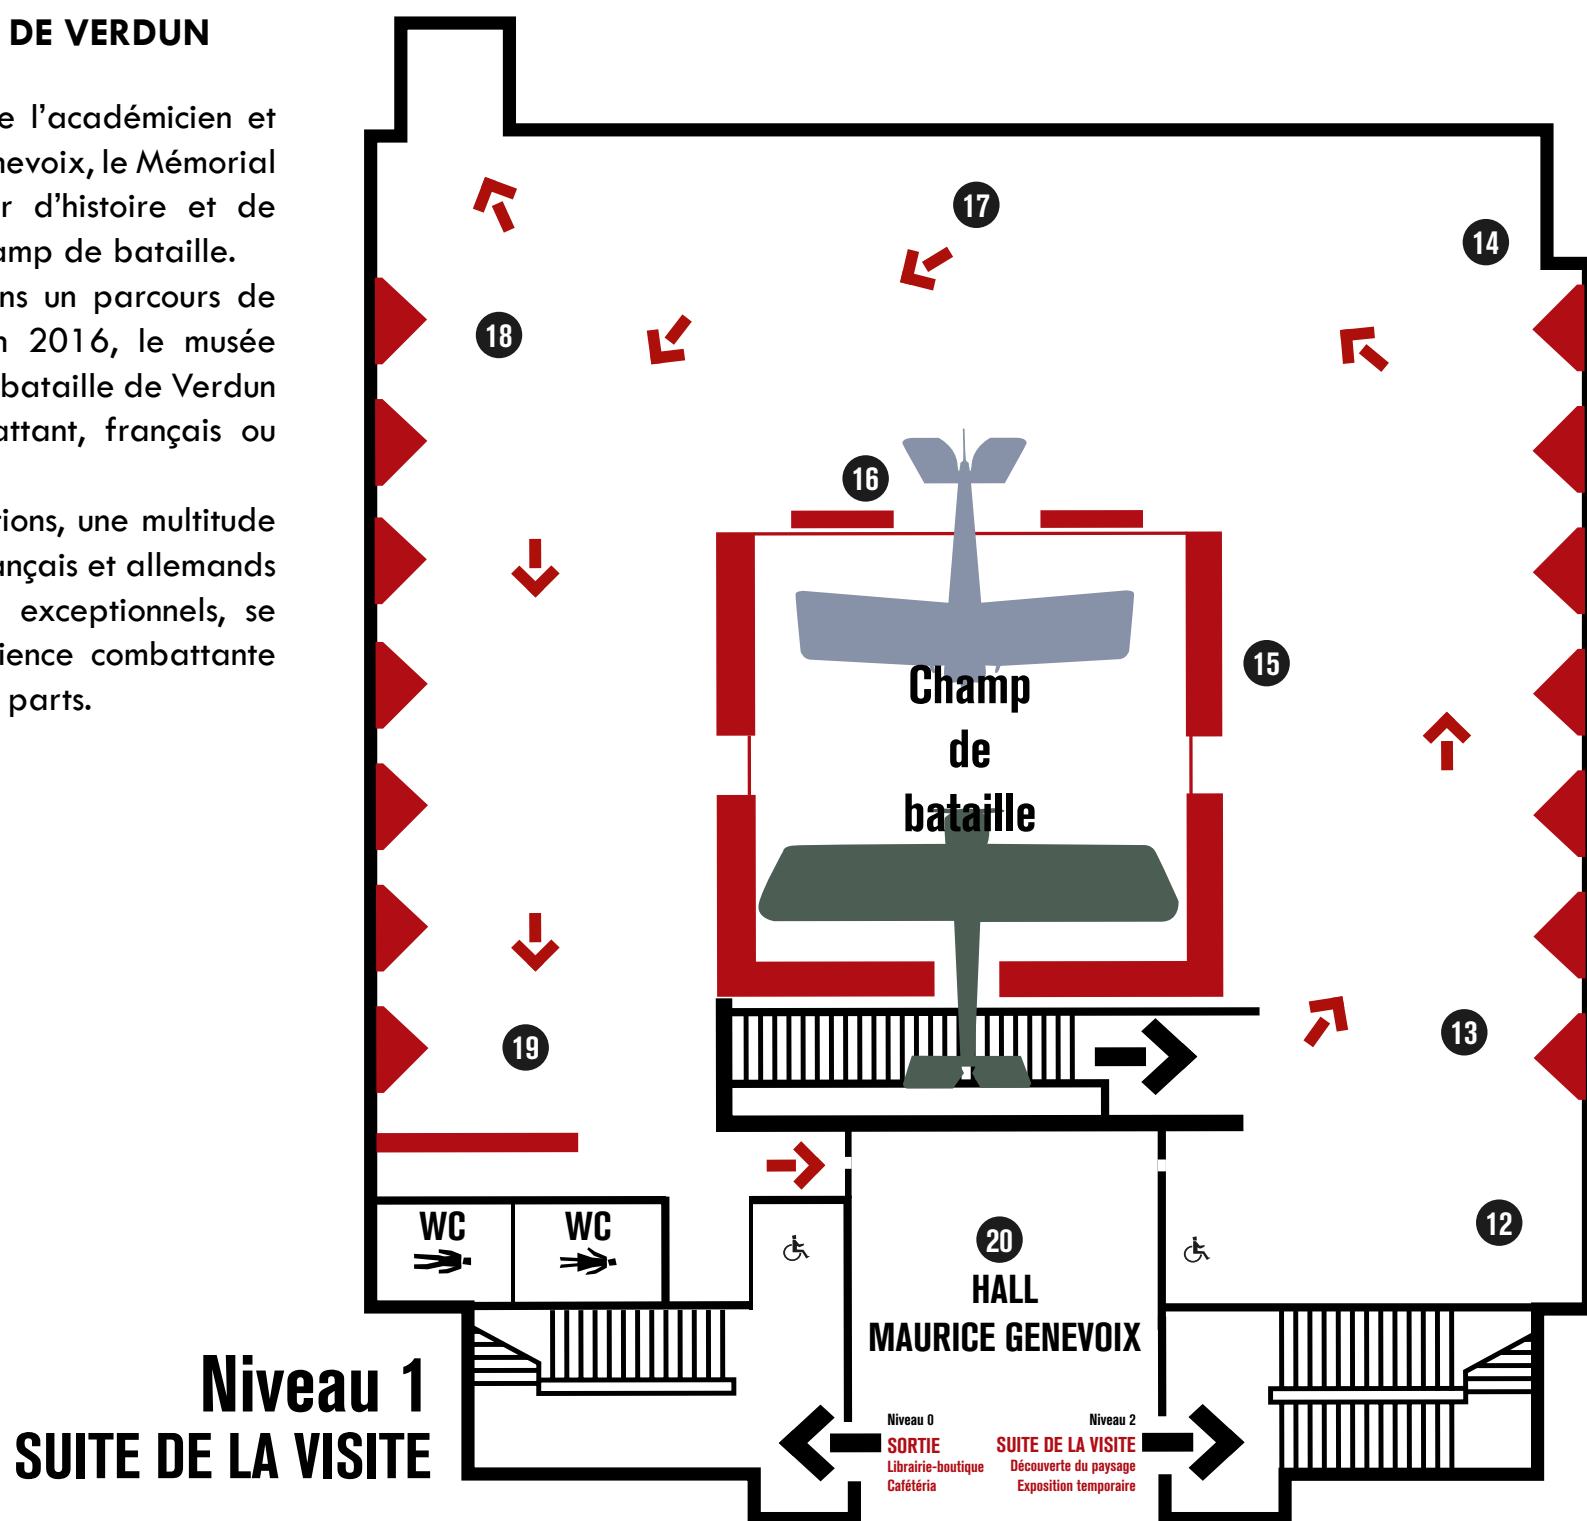 DE VERDUN
e l’académicien et
nevoix, le Mémorial
r d’histoire et de
amp de bataille.
ns un parcours de
n 2016, le musée
bataille de Verdun
attant, français ou
tions, une multitude
ançais et allemands
exceptionnels, se
ience combattante
parts.
17
14
18
16
15
Champ
de
bataille
19
13
12
WC
WC
20
HALL
MAURICE GENEVOIX
Niveau 1
SUITE DE LA VISITE
Niveau 0
SORTIE
Librairie-boutique
Cafétéria
Niveau 2
SUITE DE LA VISITE
Découverte du paysage
Exposition temporaire